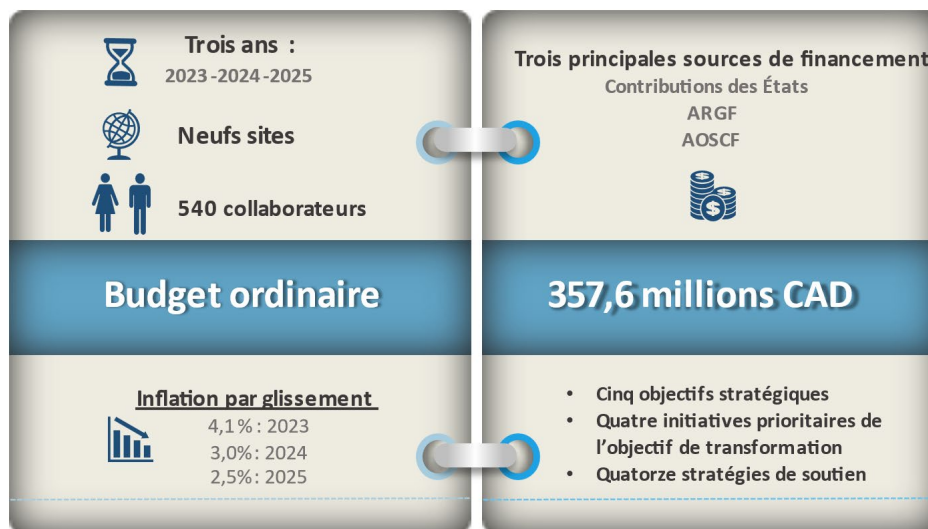 Trois ans :
2023-2024-2025
Neufs sites
540 collaborateurs
Budget ordinaire
Inflation par glissement
4,1% : 2023
3,0% : 2024
2,5% : 2025
Trois principales sources de financement
Contributions des États
ARGF
AOSCF
357,6 millions CAD
• Cinq objectifs stratégiques
• Quatre initiatives prioritaires de
l’objectif de transformation
• Quatorze stratégies de soutien